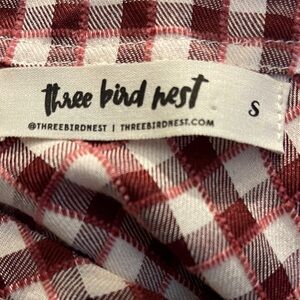 three bird nest
S
@THREEBIRDNEST | THREEBIRDNEST.COM